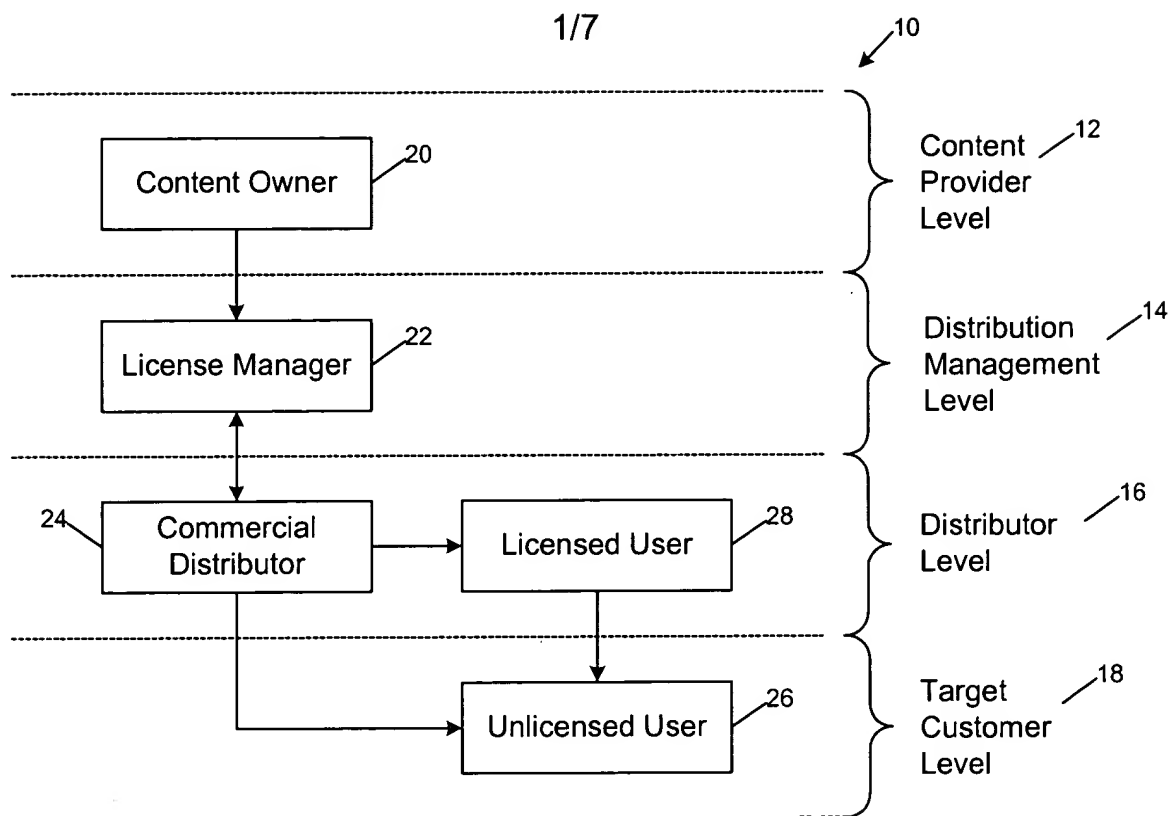 1/7
10
Content
Provider
Level
12
Content Owner
20
Distribution
Management
Level
14
License Manager
22
24
Commercial
Distributor
Licensed User
28
Distributor
Level
16
Unlicensed User
26
Target
Customer
Level
18